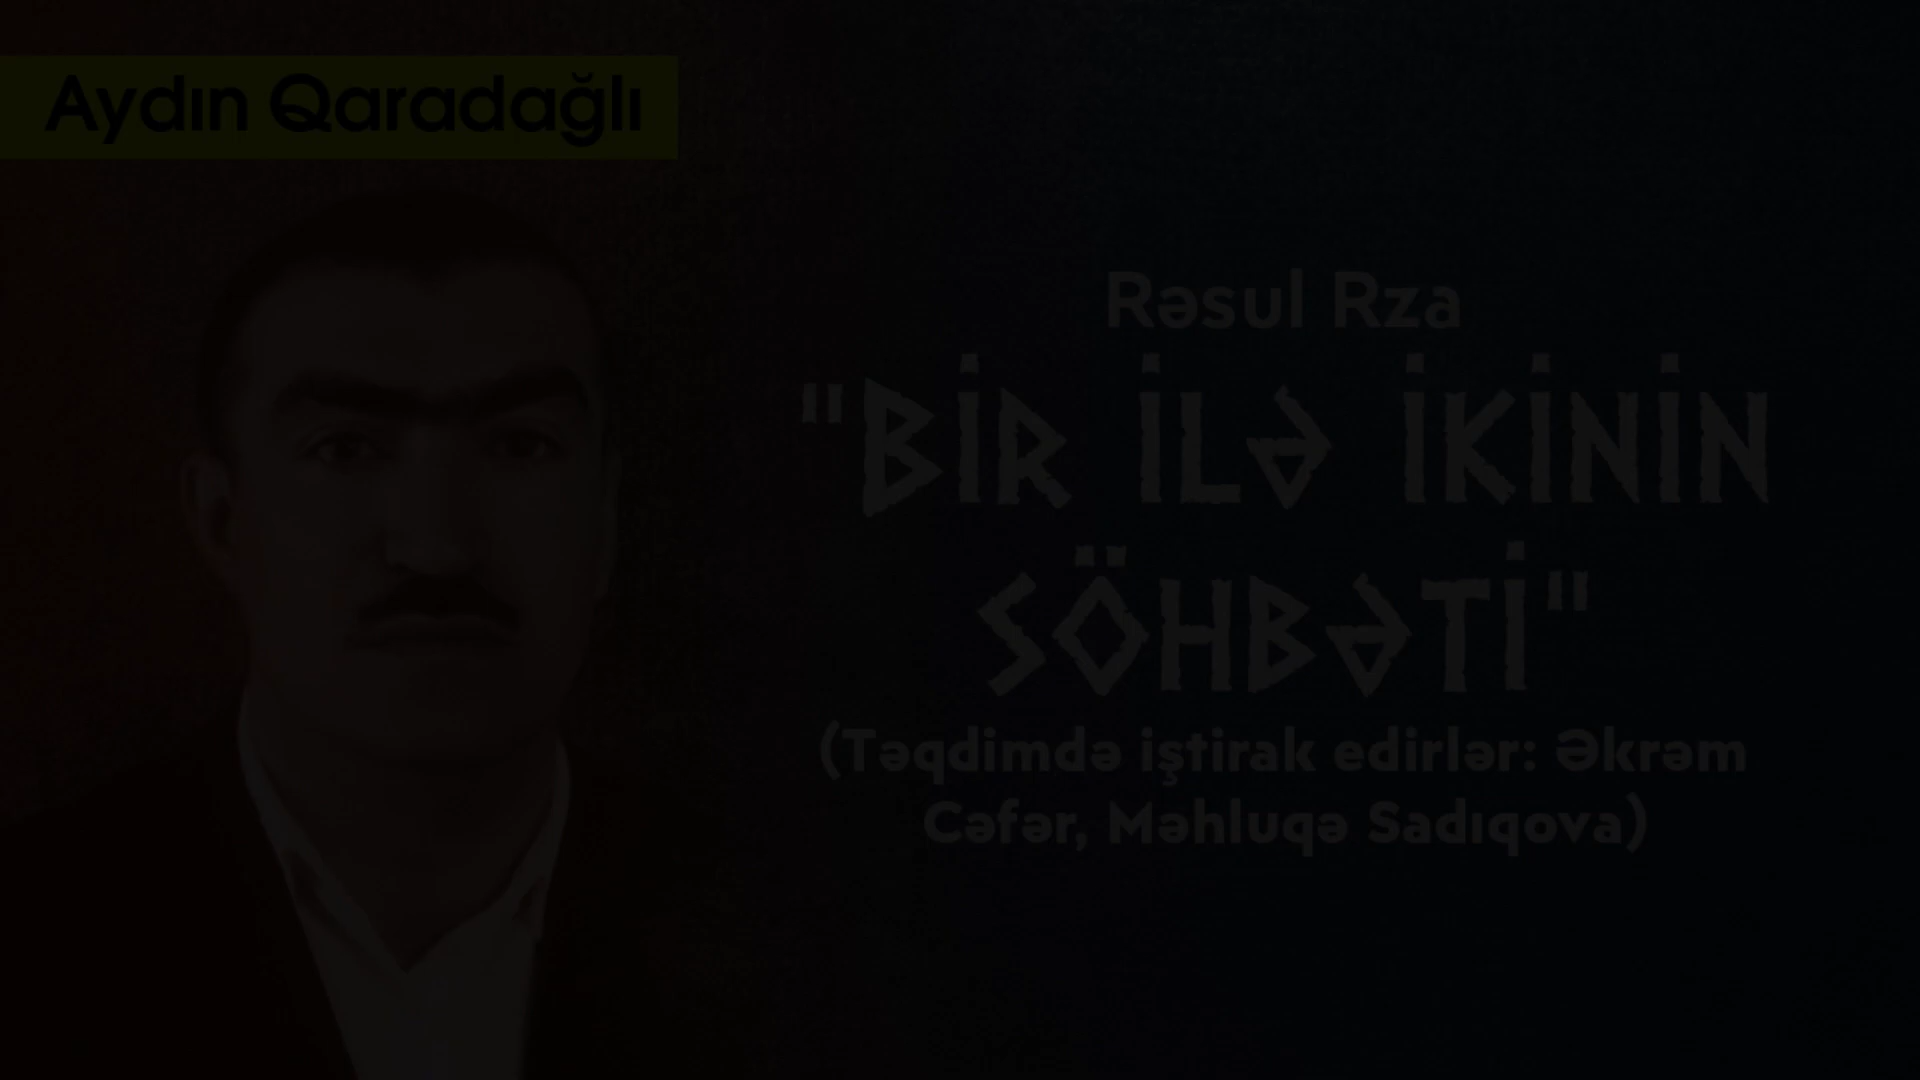 Aydın Qaradağlı
Rəsul Rza
"BİR İLƏ İKİNİN
SÖHBƏTİ"
(Təqdimdə iştirak edirlər: Əkrəm
Cəfər, Məhluqə Sadıqova)